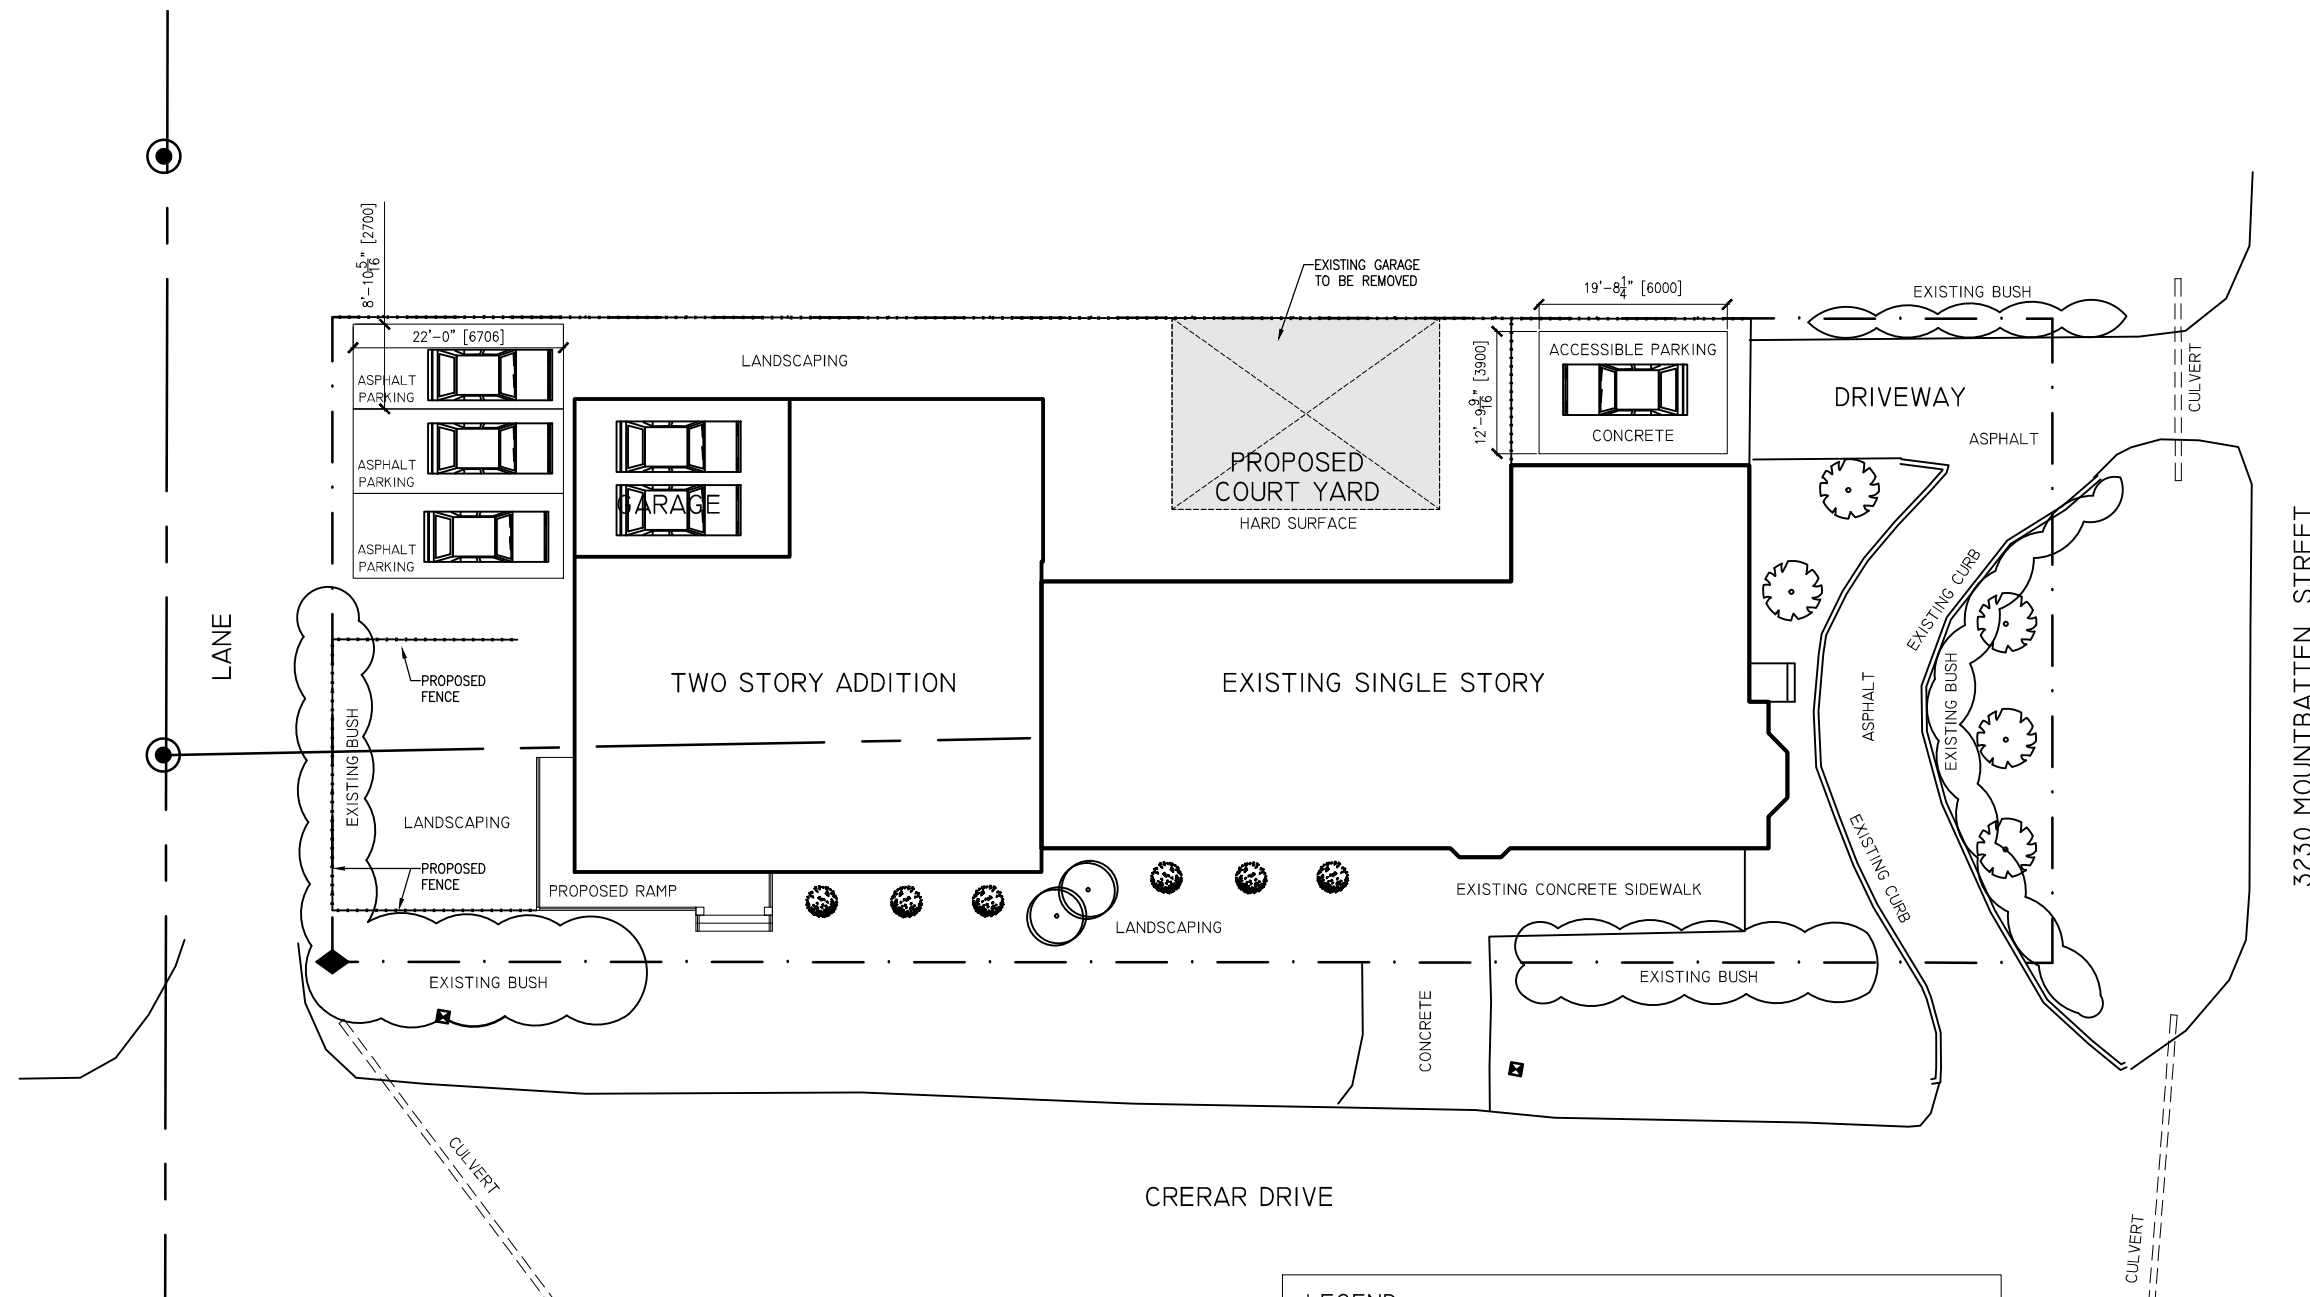 8'-10 5/16" [2700]
EXISTING GARAGE
TO BE REMOVED
19'-8 1/4" [6000]
EXISTING BUSH
22'-0" [6706]
LANDSCAPING
12'-9 9/16" [3900]
ACCESSIBLE PARKING
CONCRETE
DRIVEWAY
ASPHALT
CULVERT
ASPHALT
PARKING
ASPHALT
PARKING
ASPHALT
PARKING
GARAGE
PROPOSED
COURT YARD
HARD SURFACE
LANE
PROPOSED
FENCE
TWO STORY ADDITION
EXISTING SINGLE STORY
EXISTING CURB
ASPHALT
EXISTING BUSH
3230 MOUNTBATTEN STREET
EXISTING BUSH
LANDSCAPING
PROPOSED
FENCE
PROPOSED RAMP
EXISTING CONCRETE SIDEWALK
EXISTING CURB
LANDSCAPING
EXISTING BUSH
EXISTING BUSH
CONCRETE
CULVERT
CRERAR DRIVE
CULVERT
LEGEND